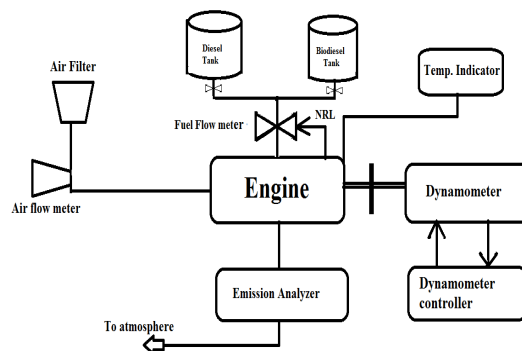 Air Filter
Diesel
Tank
Biodiesel
Tank
Temp. Indicator
Fuel Flow meter
NRL
Air flow meter
Engine
Dynamometer
Emission Analyzer
Dynamometer
controller
To atmosphere